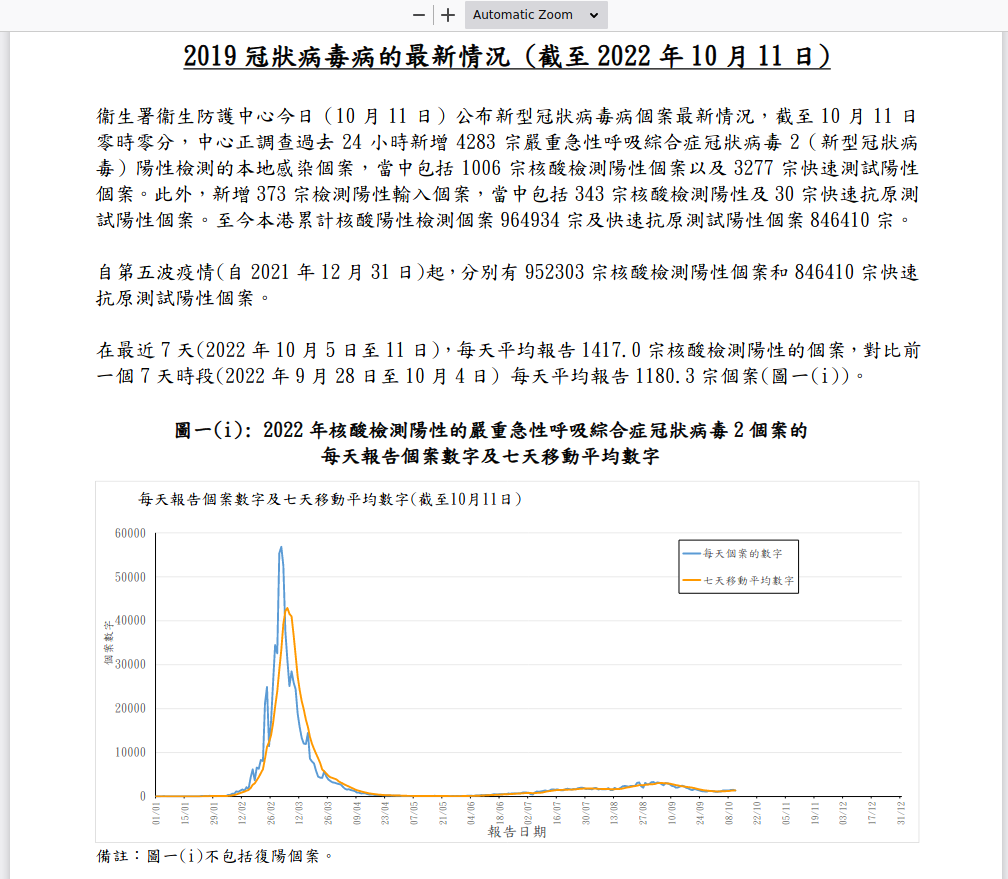 Automatic Zoom
2019 冠狀病毒病的最新情況 (截至 2022 年 10 月 11 日)
衞生署衞生防護中心今日（10 月 11 日）公布新型冠狀病毒病個案最新情況，截至 10 月 11 日
零時零分，中心正調查過去 24 小時新增 4283 宗嚴重急性呼吸綜合症冠狀病毒 2（新型冠狀病
毒）陽性檢測的本地感染個案，當中包括 1006 宗核酸檢測陽性個案以及 3277 宗快速測試陽性
個案。此外，新增 373 宗檢測陽性輸入個案，當中包括 343 宗核酸檢測陽性及 30 宗快速抗原測
試陽性個案。至今本港累計核酸陽性檢測個案 964934 宗及快速抗原測試陽性個案 846410 宗。
自第五波疫情(自 2021 年 12 月 31 日)起，分別有 952303 宗核酸檢測陽性個案和 846410 宗快速
抗原測試陽性個案。
在最近 7 天(2022 年 10 月 5 日至 11 日)，每天平均報告 1417.0 宗核酸檢測陽性的個案，對比前
一個 7 天時段(2022 年 9 月 28 日至 10 月 4 日) 每天平均報告 1180.3 宗個案(圖一(i))。
圖一(i): 2022 年核酸檢測陽性的嚴重急性呼吸綜合症冠狀病毒 2 個案的
每天報告個案數字及七天移動平均數字
每天報告個案數字及七天移動平均數字(截至10月11日)
60000
50000
40000
30000
20000
10000
0
個案數字
每天個案的數字
七天移動平均數字
01/01 15/01 29/01 12/02 26/02 12/03 26/03 09/04 23/04 07/05 21/05 04/06 18/06 02/07 16/07 30/07 13/08 27/08 10/09 24/09 08/10 22/10 05/11 19/11 03/12 17/12 31/12
報告日期
備註：圖一(i)不包括復陽個案。